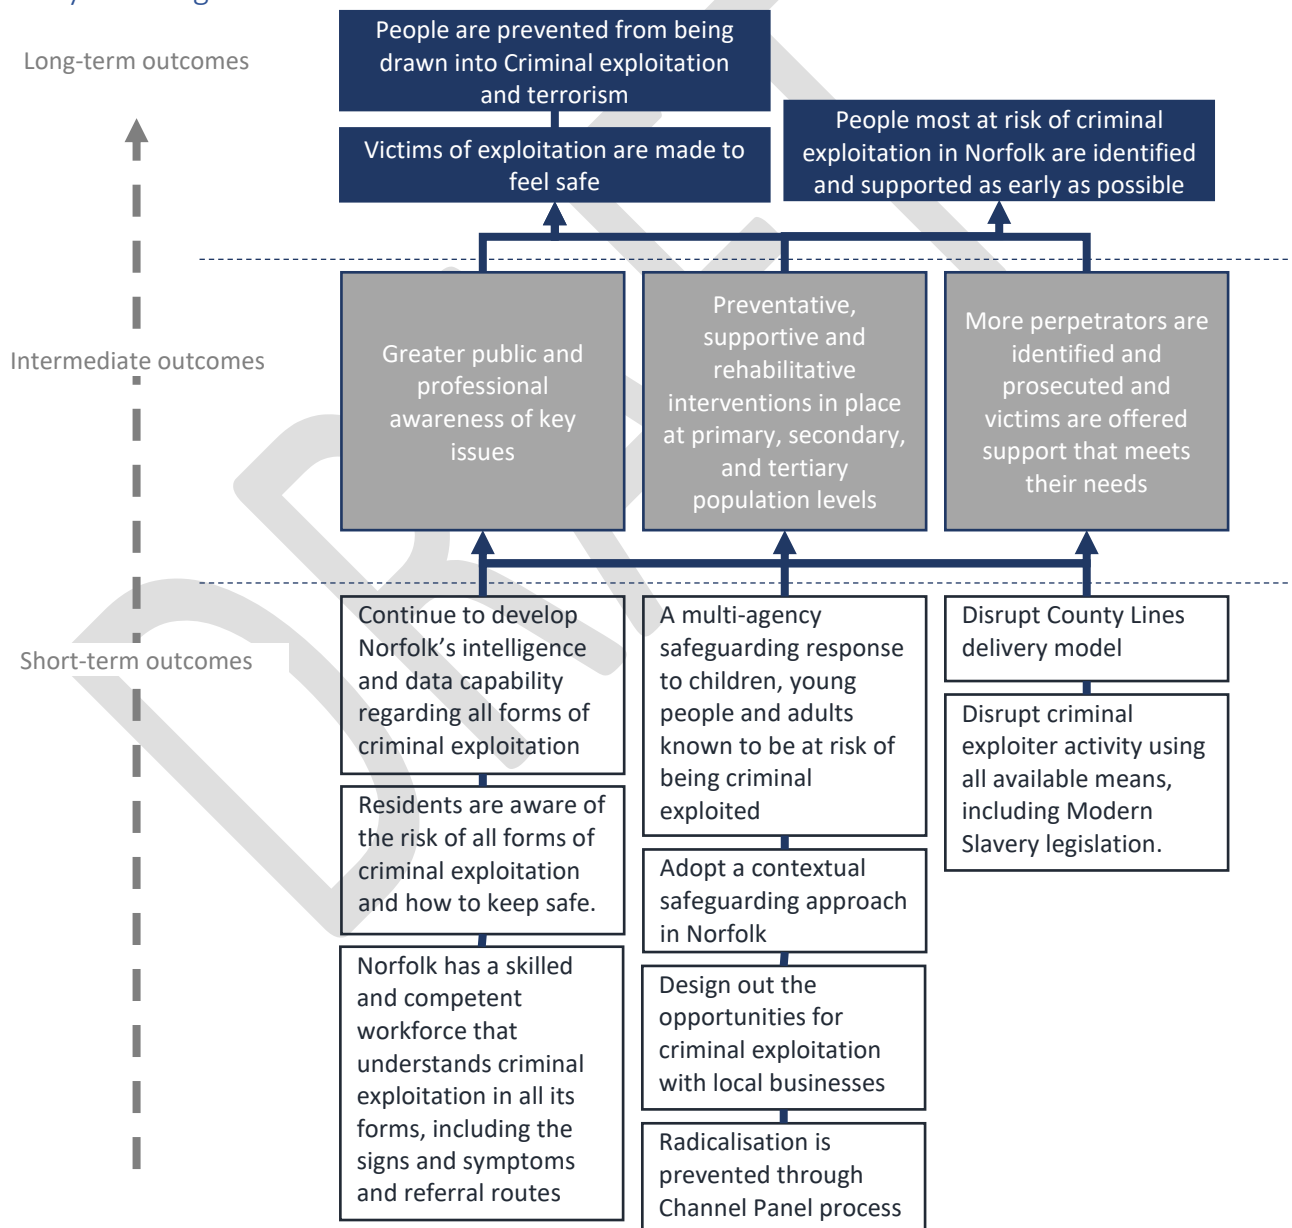 Long-term outcomes
People are prevented from being
drawn into Criminal exploitation
and terrorism
Victims of exploitation are made to
feel safe
People most at risk of criminal
exploitation in Norfolk are identified
and supported as early as possible
Intermediate outcomes
Greater public and
professional
awareness of key
issues
Preventative,
supportive and
rehabilitative
interventions in place
at primary, secondary,
and tertiary
population levels
More perpetrators are
identified and
prosecuted and
victims are offered
support that meets
their needs
Short-term outcomes
Continue to develop
Norfolk’s intelligence
and data capability
regarding all forms of
criminal exploitation
Residents are aware of
the risk of all forms of
criminal exploitation
and how to keep safe.
Norfolk has a skilled
and competent
workforce that
understands criminal
exploitation in all its
forms, including the
signs and symptoms
and referral routes
A multi-agency
safeguarding response
to children, young
people and adults
known to be at risk of
being criminal
exploited
Adopt a contextual
safeguarding approach
in Norfolk
Design out the
opportunities for
criminal exploitation
with local businesses
Radicalisation is
prevented through
Channel Panel process
Disrupt County Lines
delivery model
Disrupt criminal
exploiter activity using
all available means,
including Modern
Slavery legislation.
DRAFT